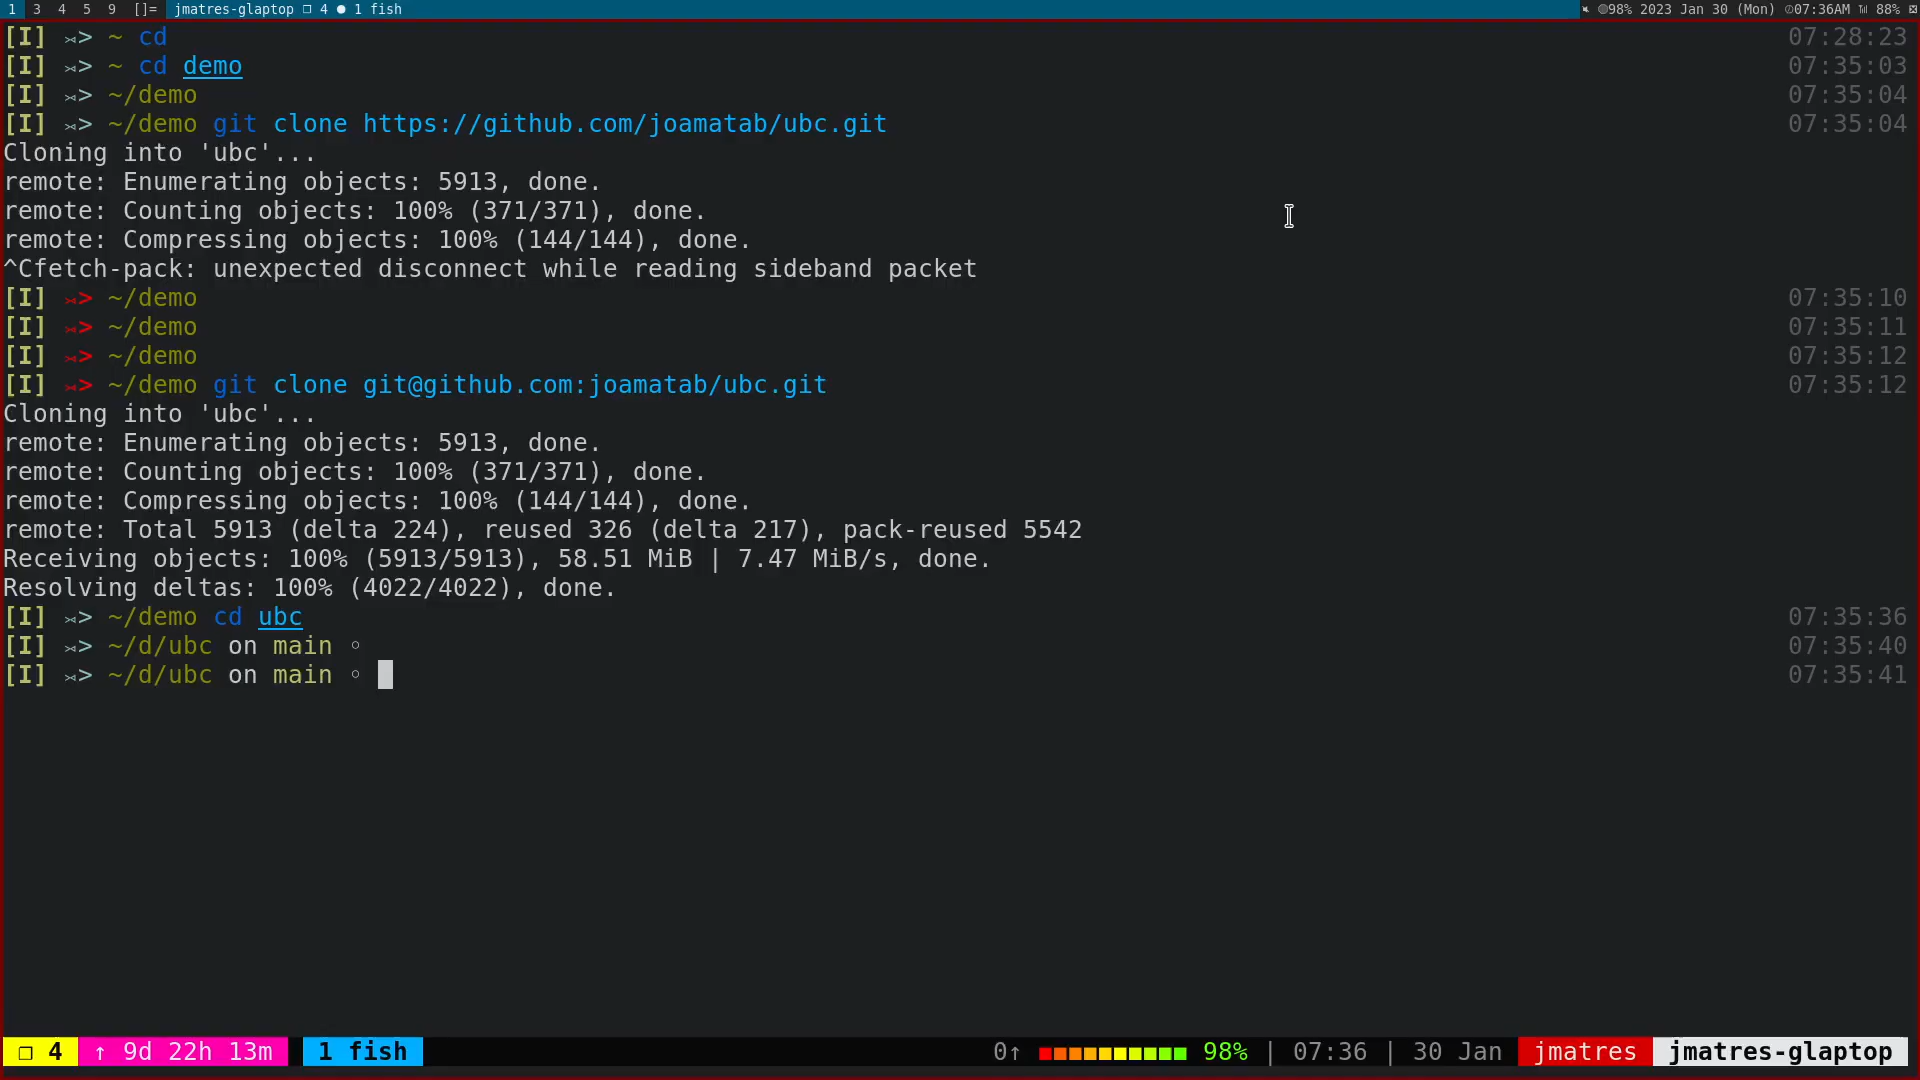 1 3 4 5 9 []= jmatres-glaptop ❐ 4 ● 1 fish 98% 2023 Jan 30 (Mon) 07:36AM 88%
[I] ⋊> ~ cd 07:28:23
[I] ⋊> ~ cd demo 07:35:03
[I] ⋊> ~/demo 07:35:04
[I] ⋊> ~/demo git clone https://github.com/joamatab/ubc.git 07:35:04
Cloning into 'ubc'...
remote: Enumerating objects: 5913, done.
remote: Counting objects: 100% (371/371), done.
remote: Compressing objects: 100% (144/144), done.
^Cfetch-pack: unexpected disconnect while reading sideband packet
[I] ⋊> ~/demo 07:35:10
[I] ⋊> ~/demo 07:35:11
[I] ⋊> ~/demo 07:35:12
[I] ⋊> ~/demo git clone git@github.com:joamatab/ubc.git 07:35:12
Cloning into 'ubc'...
remote: Enumerating objects: 5913, done.
remote: Counting objects: 100% (371/371), done.
remote: Compressing objects: 100% (144/144), done.
remote: Total 5913 (delta 224), reused 326 (delta 217), pack-reused 5542
Receiving objects: 100% (5913/5913), 58.51 MiB | 7.47 MiB/s, done.
Resolving deltas: 100% (4022/4022), done.
[I] ⋊> ~/demo cd ubc 07:35:36
[I] ⋊> ~/d/ubc on main ◦ 07:35:40
[I] ⋊> ~/d/ubc on main ◦ 07:35:41
❐ 4 ↑ 9d 22h 13m 1 fish 0↑ 98% | 07:36 | 30 Jan jmatres jmatres-glaptop